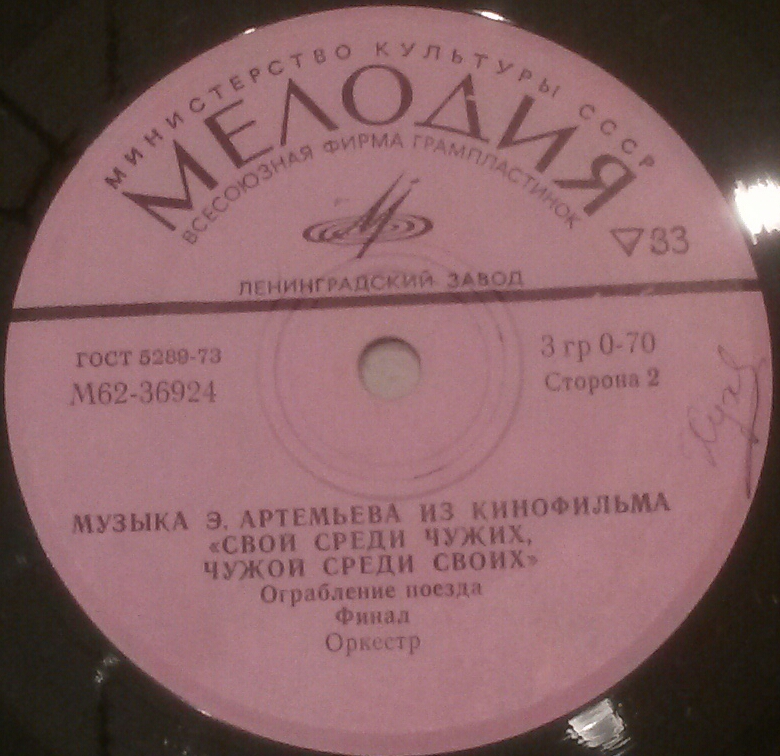 МИНИСТЕРСТВО КУЛЬТУРЫ СССР
МЕЛОДИЯ
ВСЕСОЮЗНАЯ ФИРМА ГРАМПЛАСТИНОК
▽33
ЛЕНИНГРАДСКИЙ ЗАВОД
ГОСТ 5289-73
М62-36924
3 гр 0-70
Сторона 2
МУЗЫКА Э. АРТЕМЬЕВА ИЗ КИНОФИЛЬМА
«СВОЙ СРЕДИ ЧУЖИХ,
ЧУЖОЙ СРЕДИ СВОИХ»
Ограбление поезда
Финал
Оркестр